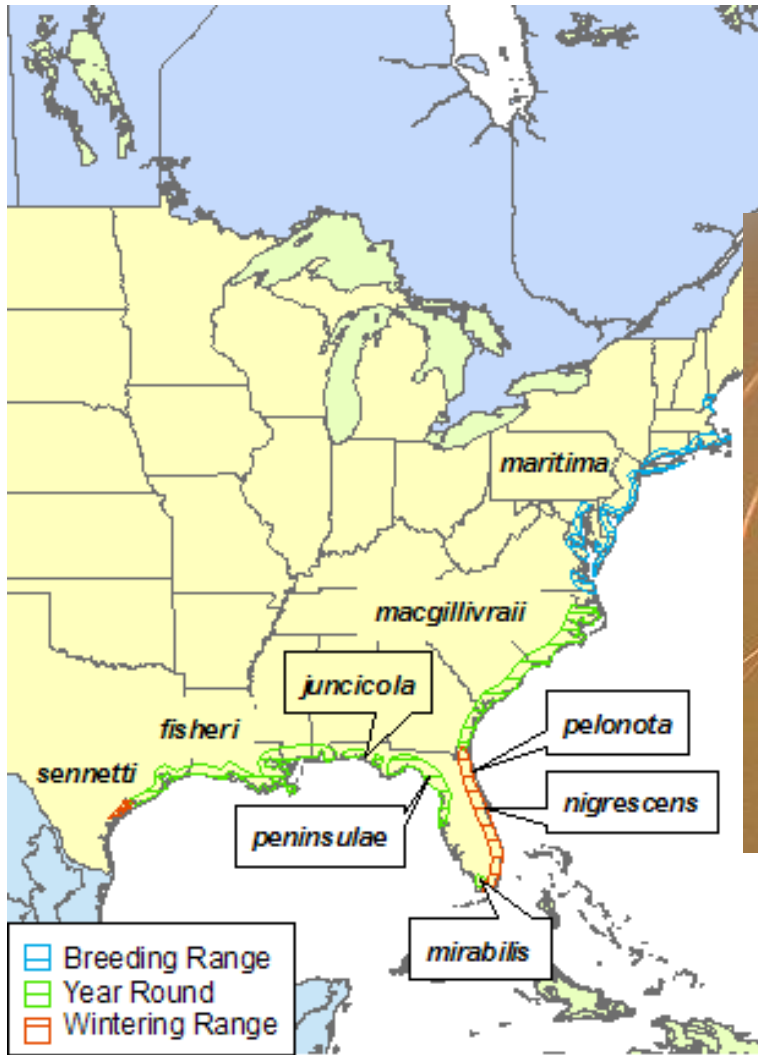 maritima
macgillivraii
juncicola
fisheri
pelonota
sennetti
nigrescens
peninsulae
mirabilis
Breeding Range
Year Round
Wintering Range